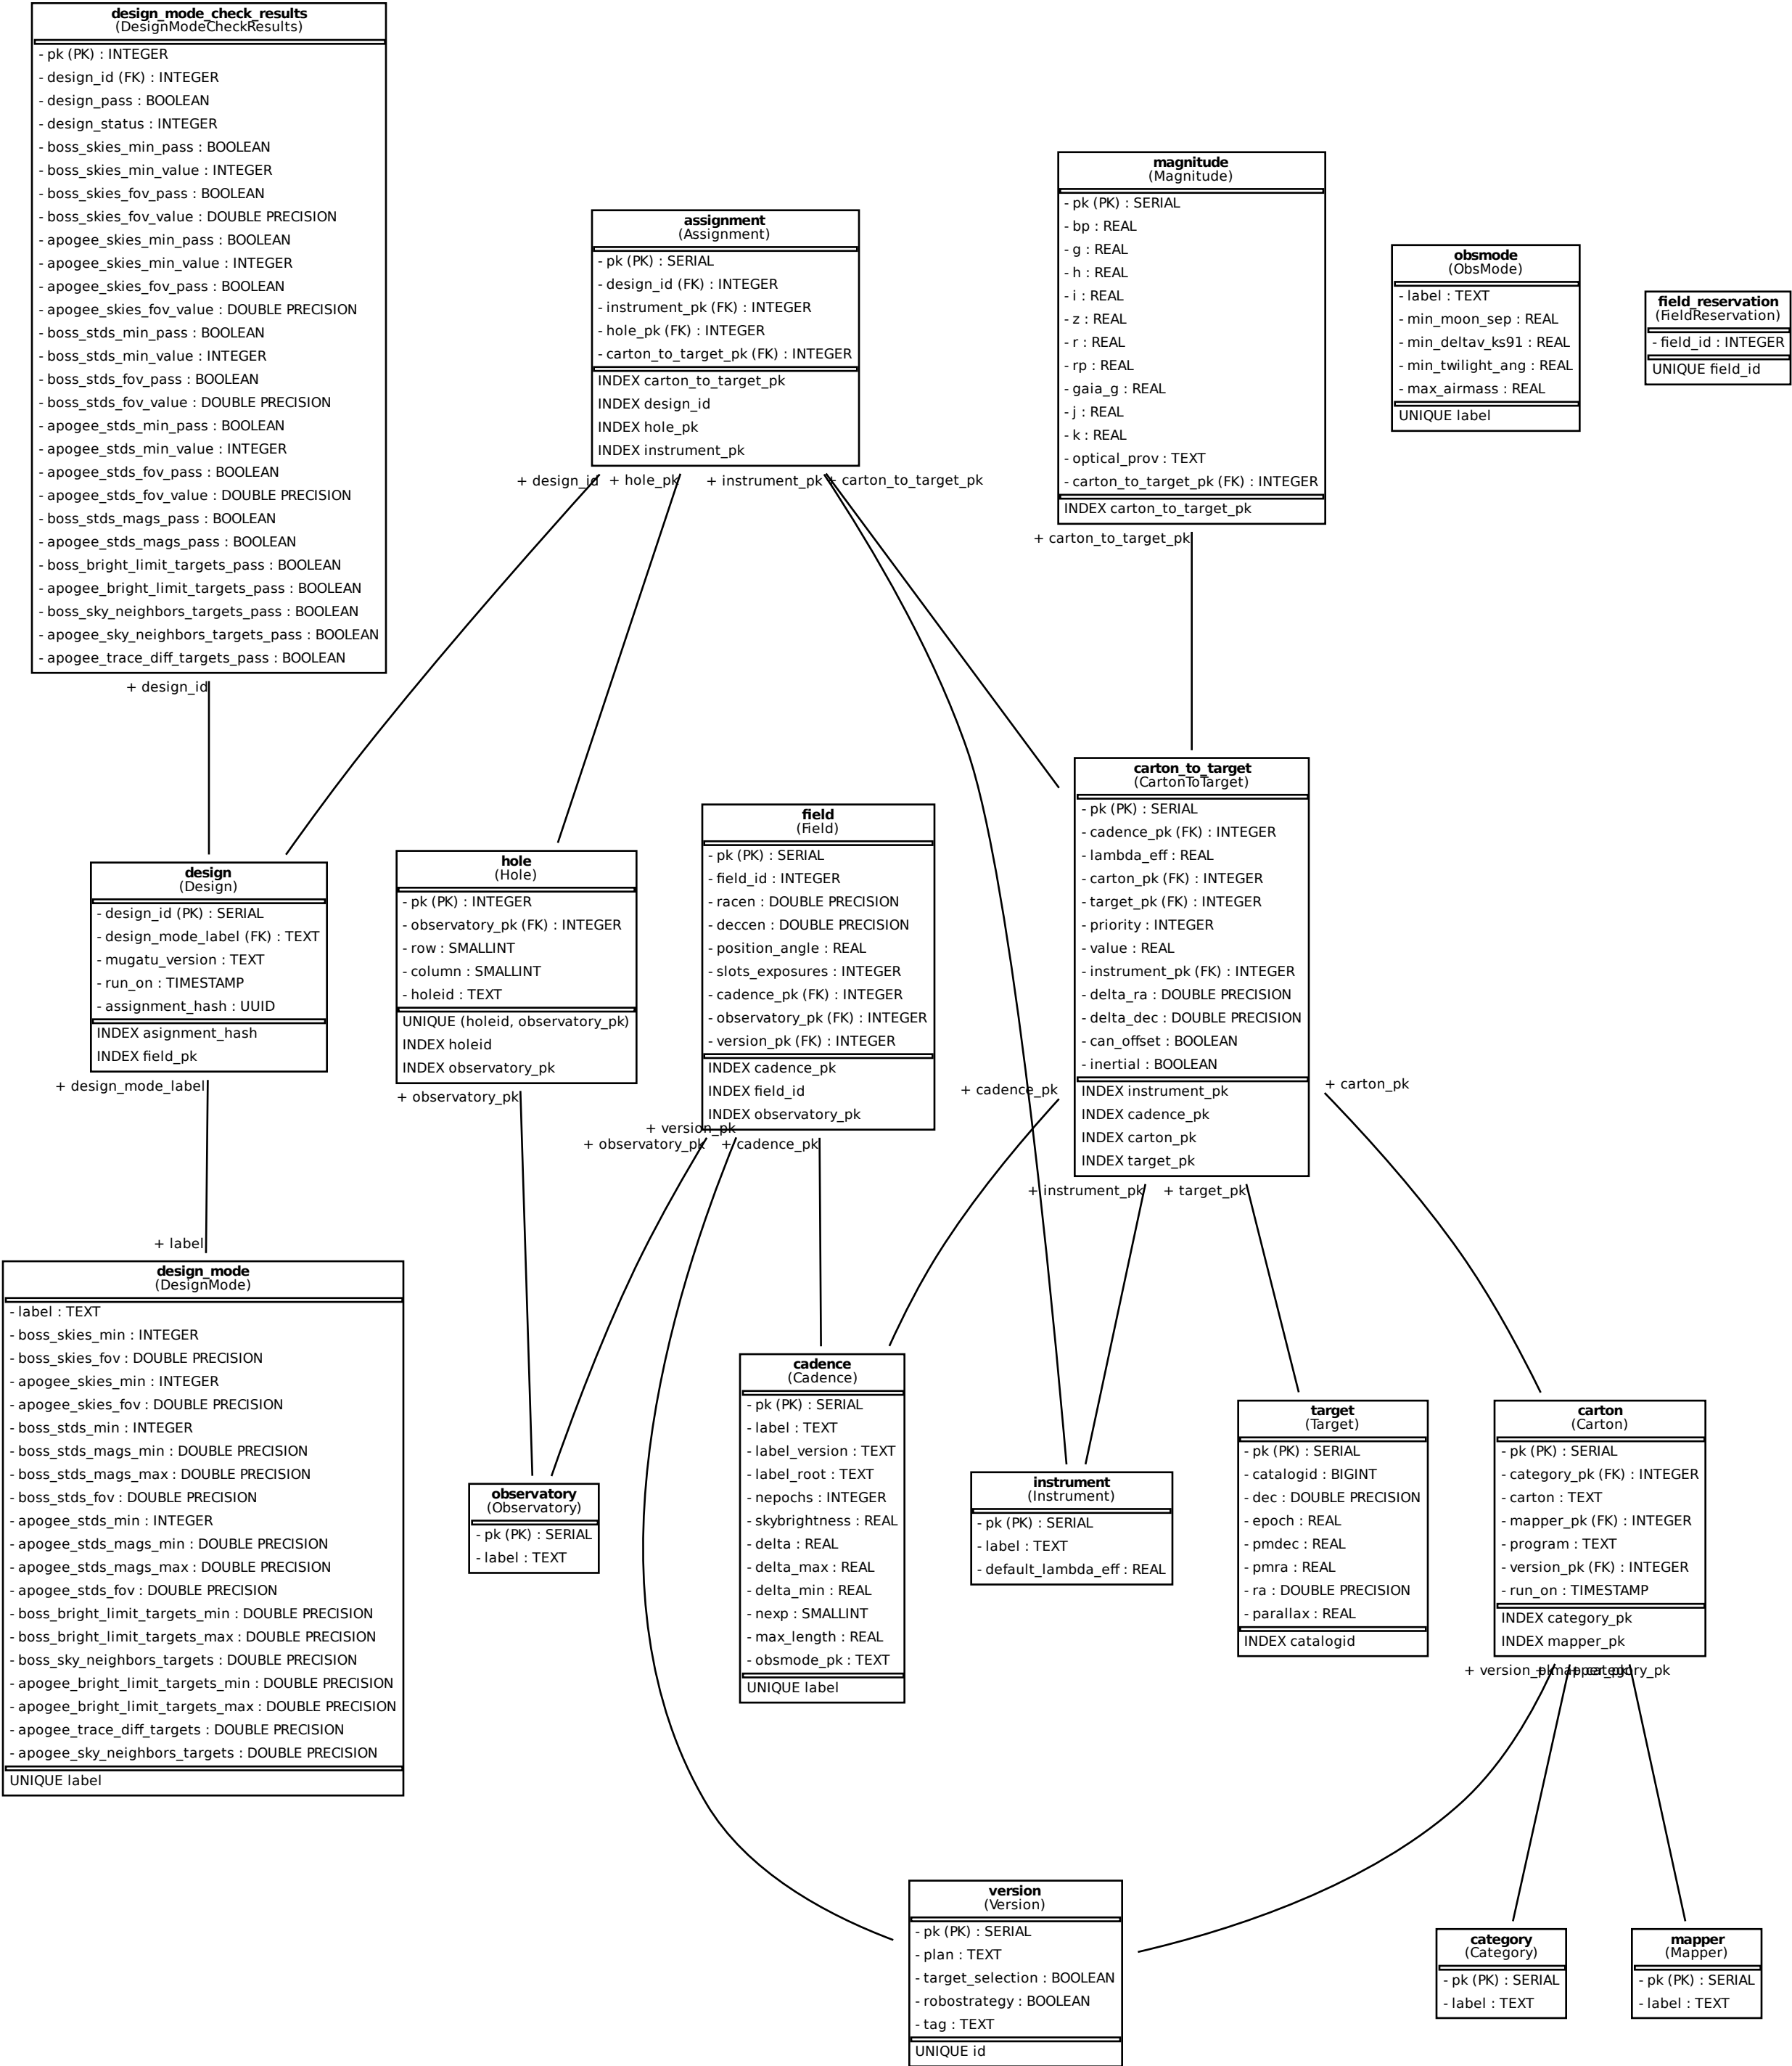 design_mode_check_results
(DesignModeCheckResults)
- pk (PK) : INTEGER
- design_id (FK) : INTEGER
- design_pass : BOOLEAN
- design_status : INTEGER
- boss_skies_min_pass : BOOLEAN
- boss_skies_min_value : INTEGER
- boss_skies_fov_pass : BOOLEAN
- boss_skies_fov_value : DOUBLE PRECISION
- apogee_skies_min_pass : BOOLEAN
- apogee_skies_min_value : INTEGER
- apogee_skies_fov_pass : BOOLEAN
- apogee_skies_fov_value : DOUBLE PRECISION
- boss_stds_min_pass : BOOLEAN
- boss_stds_min_value : INTEGER
- boss_stds_fov_pass : BOOLEAN
- boss_stds_fov_value : DOUBLE PRECISION
- apogee_stds_min_pass : BOOLEAN
- apogee_stds_min_value : INTEGER
- apogee_stds_fov_pass : BOOLEAN
- apogee_stds_fov_value : DOUBLE PRECISION
- boss_stds_mags_pass : BOOLEAN
- apogee_stds_mags_pass : BOOLEAN
- boss_bright_limit_targets_pass : BOOLEAN
- apogee_bright_limit_targets_pass : BOOLEAN
- boss_sky_neighbors_targets_pass : BOOLEAN
- apogee_sky_neighbors_targets_pass : BOOLEAN
- apogee_trace_diff_targets_pass : BOOLEAN
+ design_id
assignment
(Assignment)
- pk (PK) : SERIAL
- design_id (FK) : INTEGER
- instrument_pk (FK) : INTEGER
- hole_pk (FK) : INTEGER
- carton_to_target_pk (FK) : INTEGER
INDEX carton_to_target_pk
INDEX design_id
INDEX hole_pk
INDEX instrument_pk
+ design_id
+ hole_pk
+ instrument_pk
+ carton_to_target_pk
magnitude
(Magnitude)
- pk (PK) : SERIAL
- bp : REAL
- g : REAL
- h : REAL
- i : REAL
- z : REAL
- r : REAL
- rp : REAL
- gaia_g : REAL
- j : REAL
- k : REAL
- optical_prov : TEXT
- carton_to_target_pk (FK) : INTEGER
INDEX carton_to_target_pk
+ carton_to_target_pk
obsmode
(ObsMode)
- label : TEXT
- min_moon_sep : REAL
- min_deltav_ks91 : REAL
- min_twilight_ang : REAL
- max_airmass : REAL
UNIQUE label
field_reservation
(FieldReservation)
- field_id : INTEGER
UNIQUE field_id
design
(Design)
- design_id (PK) : SERIAL
- design_mode_label (FK) : TEXT
- mugatu_version : TEXT
- run_on : TIMESTAMP
- assignment_hash : UUID
INDEX asignment_hash
INDEX field_pk
+ design_mode_label
+ label
hole
(Hole)
- pk (PK) : INTEGER
- observatory_pk (FK) : INTEGER
- row : SMALLINT
- column : SMALLINT
- holeid : TEXT
UNIQUE (holeid, observatory_pk)
INDEX holeid
INDEX observatory_pk
+ observatory_pk
field
(Field)
- pk (PK) : SERIAL
- field_id : INTEGER
- racen : DOUBLE PRECISION
- deccen : DOUBLE PRECISION
- position_angle : REAL
- slots_exposures : INTEGER
- cadence_pk (FK) : INTEGER
- observatory_pk (FK) : INTEGER
- version_pk (FK) : INTEGER
INDEX cadence_pk
INDEX field_id
INDEX observatory_pk
+ version_pk
+ observatory_pk
+ cadence_pk
carton_to_target
(CartonToTarget)
- pk (PK) : SERIAL
- cadence_pk (FK) : INTEGER
- lambda_eff : REAL
- carton_pk (FK) : INTEGER
- target_pk (FK) : INTEGER
- priority : INTEGER
- value : REAL
- instrument_pk (FK) : INTEGER
- delta_ra : DOUBLE PRECISION
- delta_dec : DOUBLE PRECISION
- can_offset : BOOLEAN
- inertial : BOOLEAN
INDEX instrument_pk
INDEX cadence_pk
INDEX carton_pk
INDEX target_pk
+ cadence_pk
+ carton_pk
+ instrument_pk
+ target_pk
design_mode
(DesignMode)
- label : TEXT
- boss_skies_min : INTEGER
- boss_skies_fov : DOUBLE PRECISION
- apogee_skies_min : INTEGER
- apogee_skies_fov : DOUBLE PRECISION
- boss_stds_min : INTEGER
- boss_stds_mags_min : DOUBLE PRECISION
- boss_stds_mags_max : DOUBLE PRECISION
- boss_stds_fov : DOUBLE PRECISION
- apogee_stds_min : INTEGER
- apogee_stds_mags_min : DOUBLE PRECISION
- apogee_stds_mags_max : DOUBLE PRECISION
- apogee_stds_fov : DOUBLE PRECISION
- boss_bright_limit_targets_min : DOUBLE PRECISION
- boss_bright_limit_targets_max : DOUBLE PRECISION
- boss_sky_neighbors_targets : DOUBLE PRECISION
- apogee_bright_limit_targets_min : DOUBLE PRECISION
- apogee_bright_limit_targets_max : DOUBLE PRECISION
- apogee_trace_diff_targets : DOUBLE PRECISION
- apogee_sky_neighbors_targets : DOUBLE PRECISION
UNIQUE label
observatory
(Observatory)
- pk (PK) : SERIAL
- label : TEXT
cadence
(Cadence)
- pk (PK) : SERIAL
- label : TEXT
- label_version : TEXT
- label_root : TEXT
- nepochs : INTEGER
- skybrightness : REAL
- delta : REAL
- delta_max : REAL
- delta_min : REAL
- nexp : SMALLINT
- max_length : REAL
- obsmode_pk : TEXT
UNIQUE label
instrument
(Instrument)
- pk (PK) : SERIAL
- label : TEXT
- default_lambda_eff : REAL
target
(Target)
- pk (PK) : SERIAL
- catalogid : BIGINT
- dec : DOUBLE PRECISION
- epoch : REAL
- pmdec : REAL
- pmra : REAL
- ra : DOUBLE PRECISION
- parallax : REAL
INDEX catalogid
carton
(Carton)
- pk (PK) : SERIAL
- category_pk (FK) : INTEGER
- carton : TEXT
- mapper_pk (FK) : INTEGER
- program : TEXT
- version_pk (FK) : INTEGER
- run_on : TIMESTAMP
INDEX category_pk
INDEX mapper_pk
+ version_pk
+ mapper_pk
+ category_pk
version
(Version)
- pk (PK) : SERIAL
- plan : TEXT
- target_selection : BOOLEAN
- robostrategy : BOOLEAN
- tag : TEXT
UNIQUE id
category
(Category)
- pk (PK) : SERIAL
- label : TEXT
mapper
(Mapper)
- pk (PK) : SERIAL
- label : TEXT